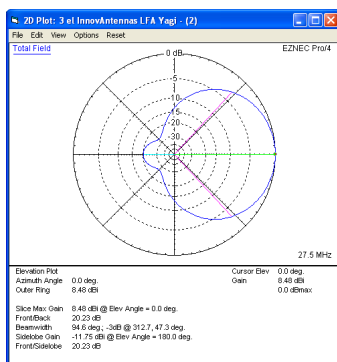 2D Plot: 3 el InnovAntennas LFA Yagi - (2)
File Edit View Options Reset
Total Field
EZNEC Pro/4
0 dB
-5
-10
-15
-20
-30
27.5 MHz
Elevation Plot
Azimuth Angle 0.0 deg.
Outer Ring 8.48 dBi
Cursor Elev 0.0 deg.
Gain 8.48 dBi
0.0 dBmax
Slice Max Gain 8.48 dBi @ Elev Angle = 0.0 deg.
Front/Back 20.23 dB
Beamwidth 94.6 deg.; -3dB @ 312.7, 47.3 deg.
Sidelobe Gain -11.75 dBi @ Elev Angle = 180.0 deg.
Front/Sidelobe 20.23 dB